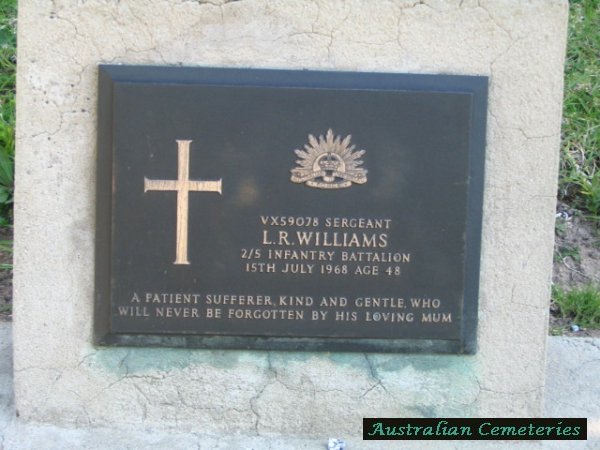 VX59078 SERGEANT
L.R. WILLIAMS
2/5 INFANTRY BATTALION
15TH JULY 1968 AGE 48
A PATIENT SUFFERER, KIND AND GENTLE, WHO
WILL NEVER BE FORGOTTEN BY HIS LOVING MUM
Australian Cemeteries